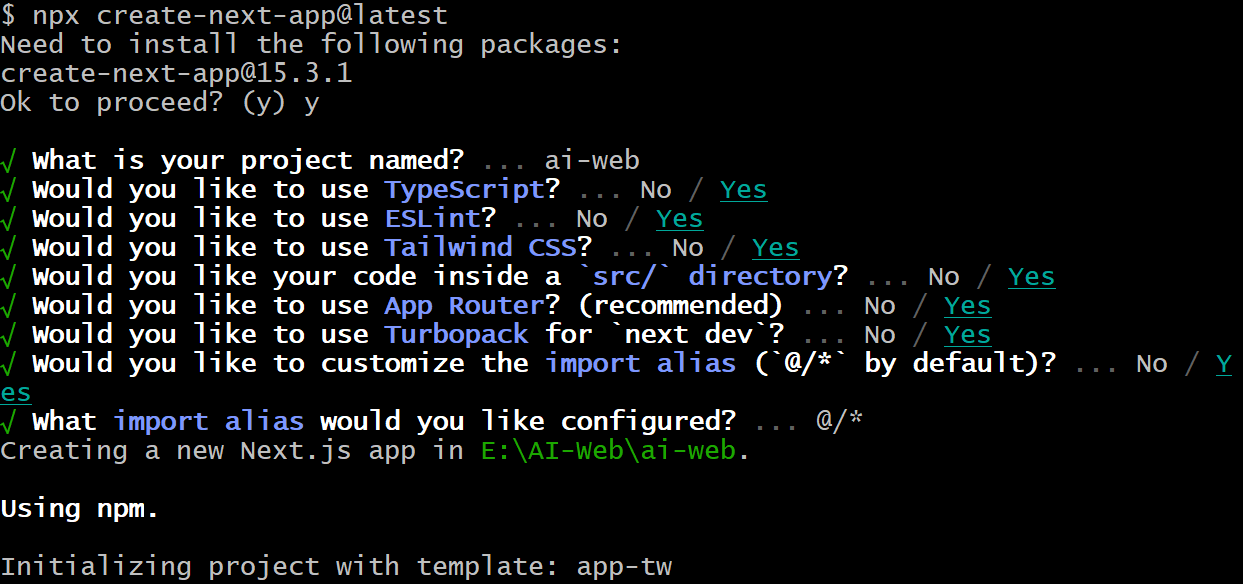 $ npx create-next-app@latest
Need to install the following packages:
create-next-app@15.3.1
Ok to proceed? (y) y
√ What is your project named? ... ai-web
√ Would you like to use TypeScript? ... No / Yes
√ Would you like to use ESLint? ... No / Yes
√ Would you like to use Tailwind CSS? ... No / Yes
√ Would you like your code inside a `src/` directory? ... No / Yes
√ Would you like to use App Router? (recommended) ... No / Yes
√ Would you like to use Turbopack for `next dev`? ... No / Yes
√ Would you like to customize the import alias (`@/*` by default)? ... No / Y
es
√ What import alias would you like configured? ... @/*
Creating a new Next.js app in E:\AI-Web\ai-web.
Using npm.
Initializing project with template: app-tw